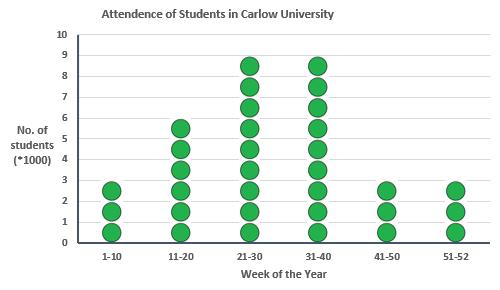 Attendence of Students in Carlow University
10
9
8
7
6
5
4
3
2
1
0
No. of
students
(*1000)
1-10 11-20 21-30 31-40 41-50 51-52
Week of the Year